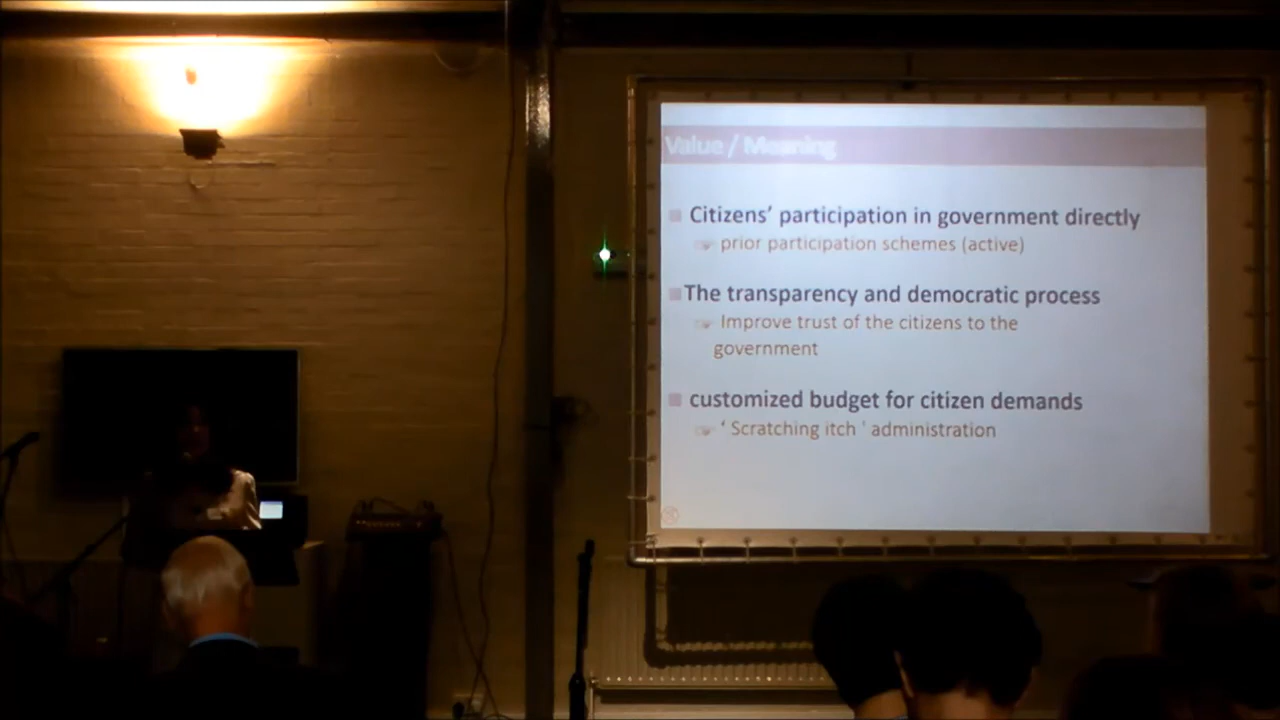 Value / Meaning
Citizens' participation in government directly
prior participation schemes (active)
The transparency and democratic process
Improve trust of the citizens to the
government
customized budget for citizen demands
' Scratching itch ' administration